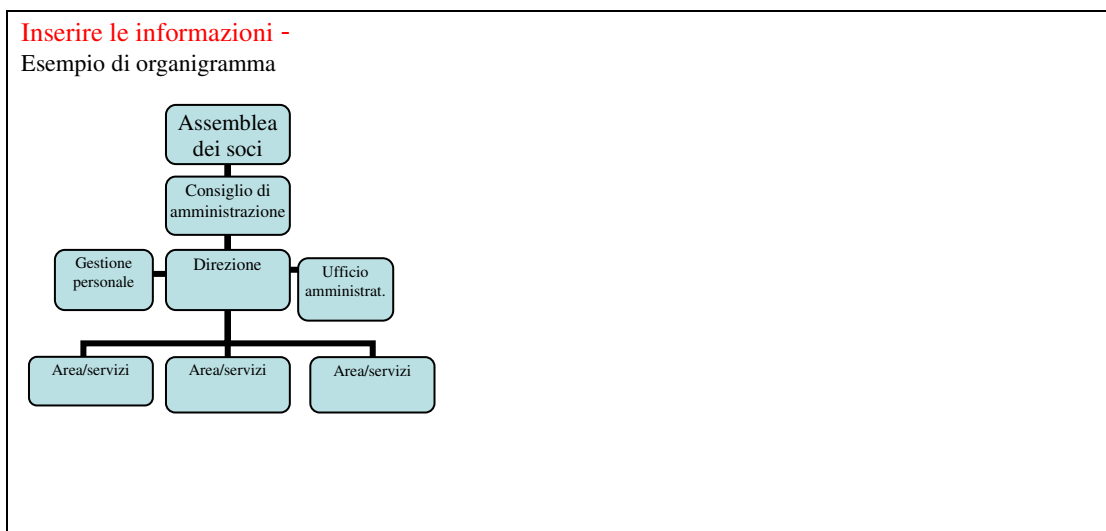 Inserire le informazioni -
Esempio di organigramma
Assemblea
dei soci
Consiglio di
amministrazione
Gestione
personale
Direzione
Ufficio
amministrat.
Area/servizi
Area/servizi
Area/servizi